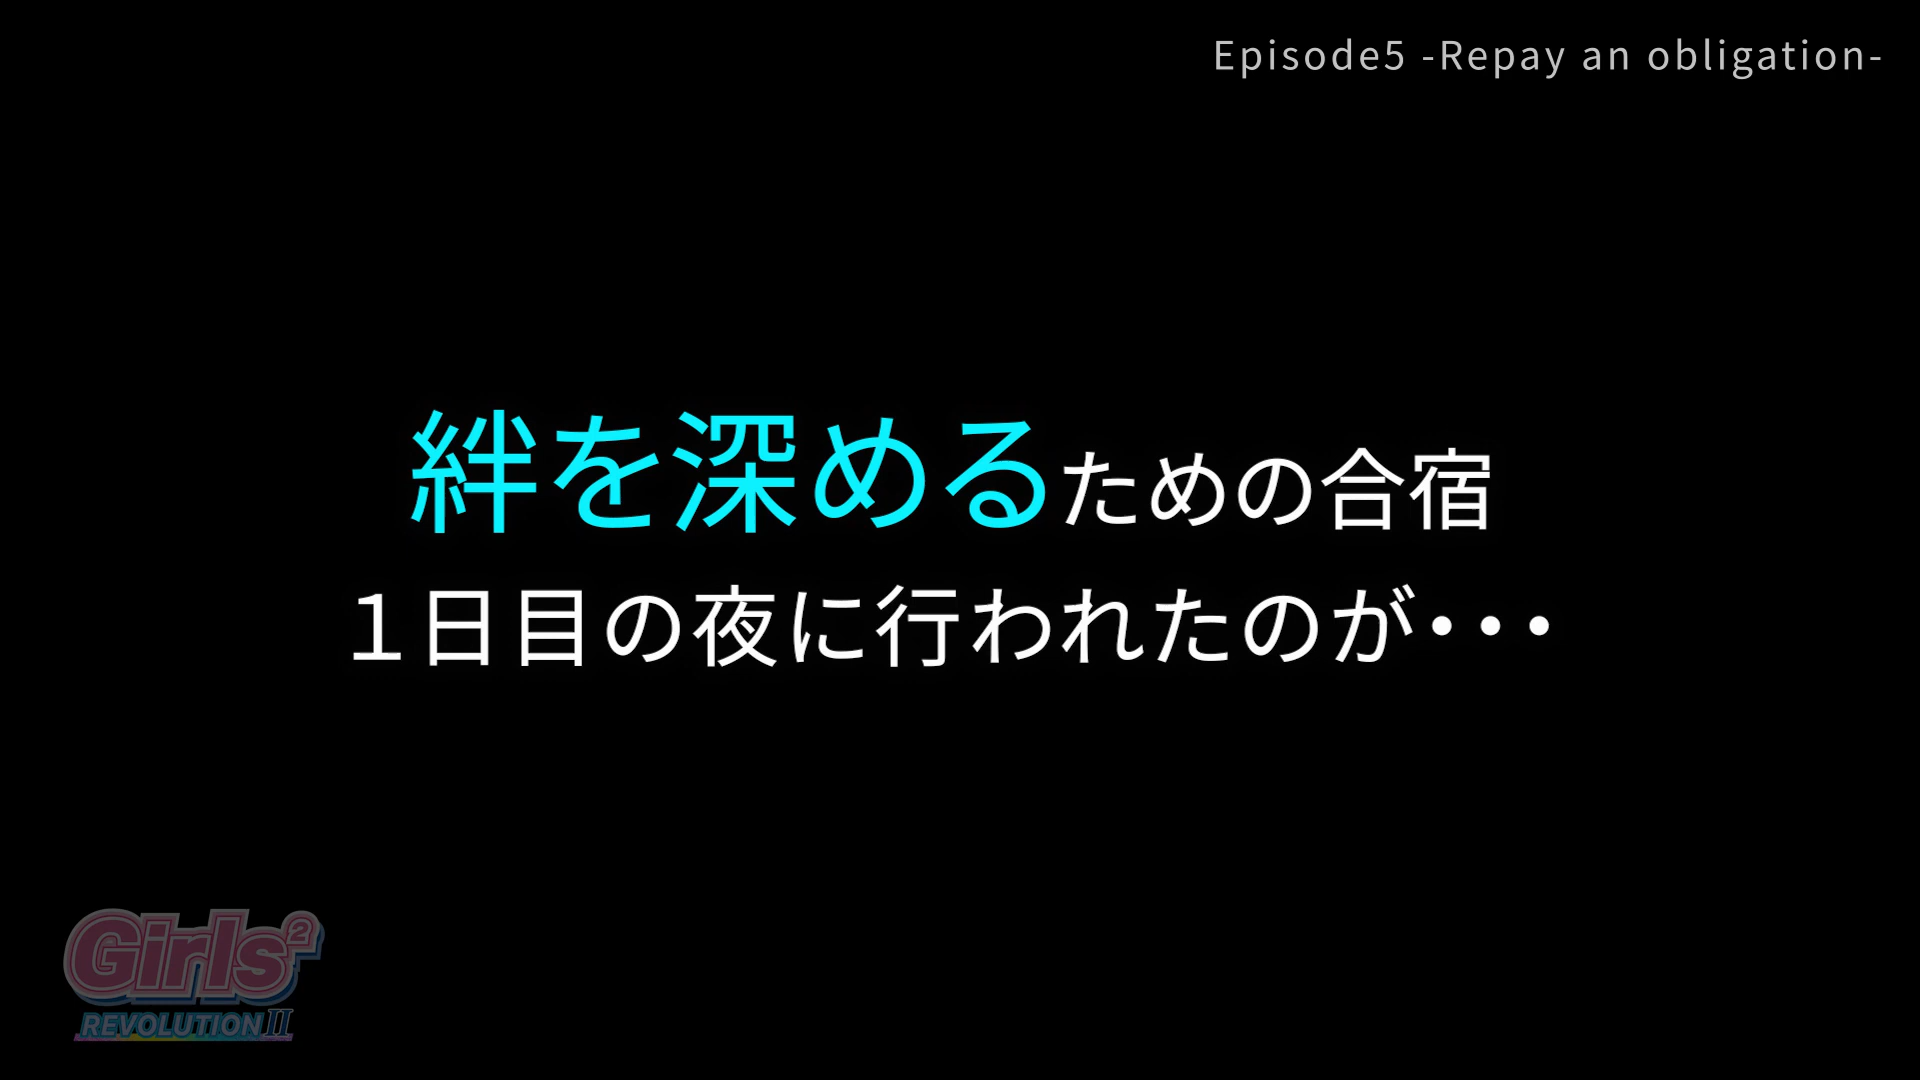 Episode5 -Repay an obligation-
絆を深めるための合宿
１日目の夜に行われたのが・・・
Girls²
REVOLUTION II